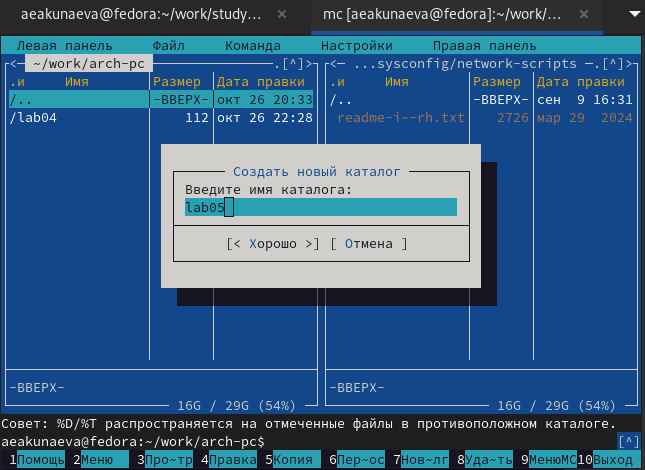 aeakunaeva@fedora:~/work/study... × mc [aeakunaeva@fedora]:~/work/... ×
Левая панель Файл Команда Настройки Правая панель
<─ ~/work/arch-pc ─.[^]> <─ ...sysconfig/network-scripts ─.[^]>
.и Имя Размер Дата правки .и Имя Размер Дата правки
/.. -ВВЕРХ- окт 26 20:33 /.. -ВВЕРХ- сен 9 16:31
/lab04 112 окт 26 22:28 readme-i~-rh.txt 2726 мар 29 2024
Создать новый каталог
Введите имя каталога:
lab05
[< Хорошо >] [ Отмена ]
-ВВЕРХ- -ВВЕРХ-
16G / 29G (54%) 16G / 29G (54%)
Совет: %D/%T распространяется на отмеченные файлы в противоположном каталоге.
aeakunaeva@fedora:~/work/arch-pc$ [^]
1Помощь 2Меню 3Про~тр 4Правка 5Копия 6Пер~ос 7Нов~лг 8Уда~ть 9МенюMC 10Выход